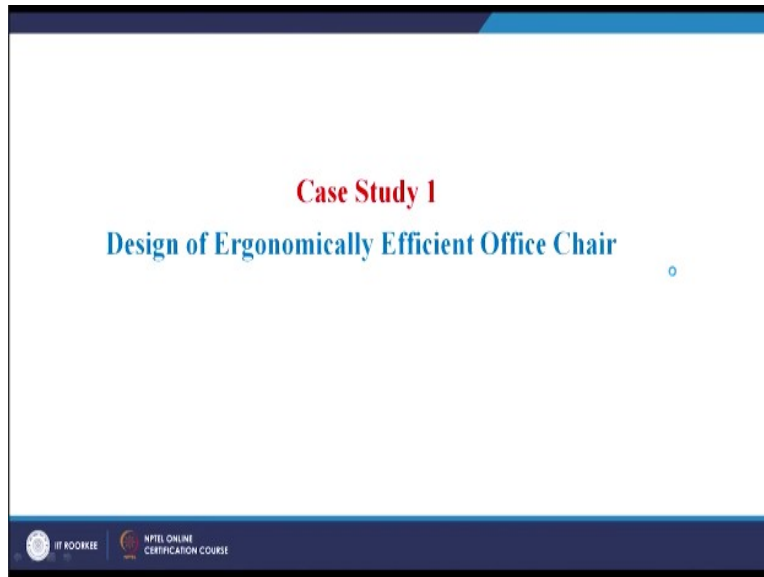 Case Study 1
Design of Ergonomically Efficient Office Chair
IIT ROORKEE
NPTEL ONLINE
CERTIFICATION COURSE